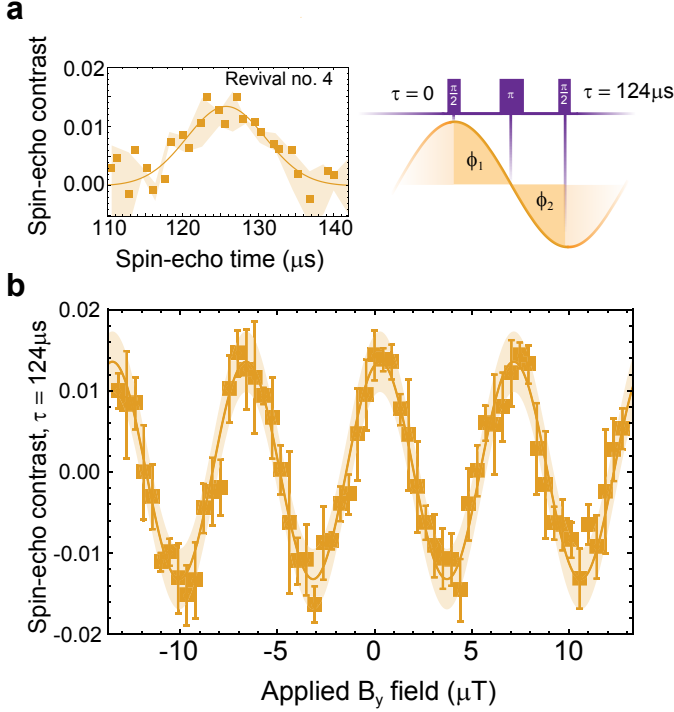 a
Revival no. 4
0.02
0.01
0.00
110
120
130
140
Spin-echo contrast
Spin-echo time (μs)
τ = 0
π/2
π
π/2
τ = 124μs
ϕ1
ϕ2
b
0.02
0.01
0.00
-0.01
-0.02
-10
-5
0
5
10
Spin-echo contrast, τ = 124μs
Applied By field (μT)